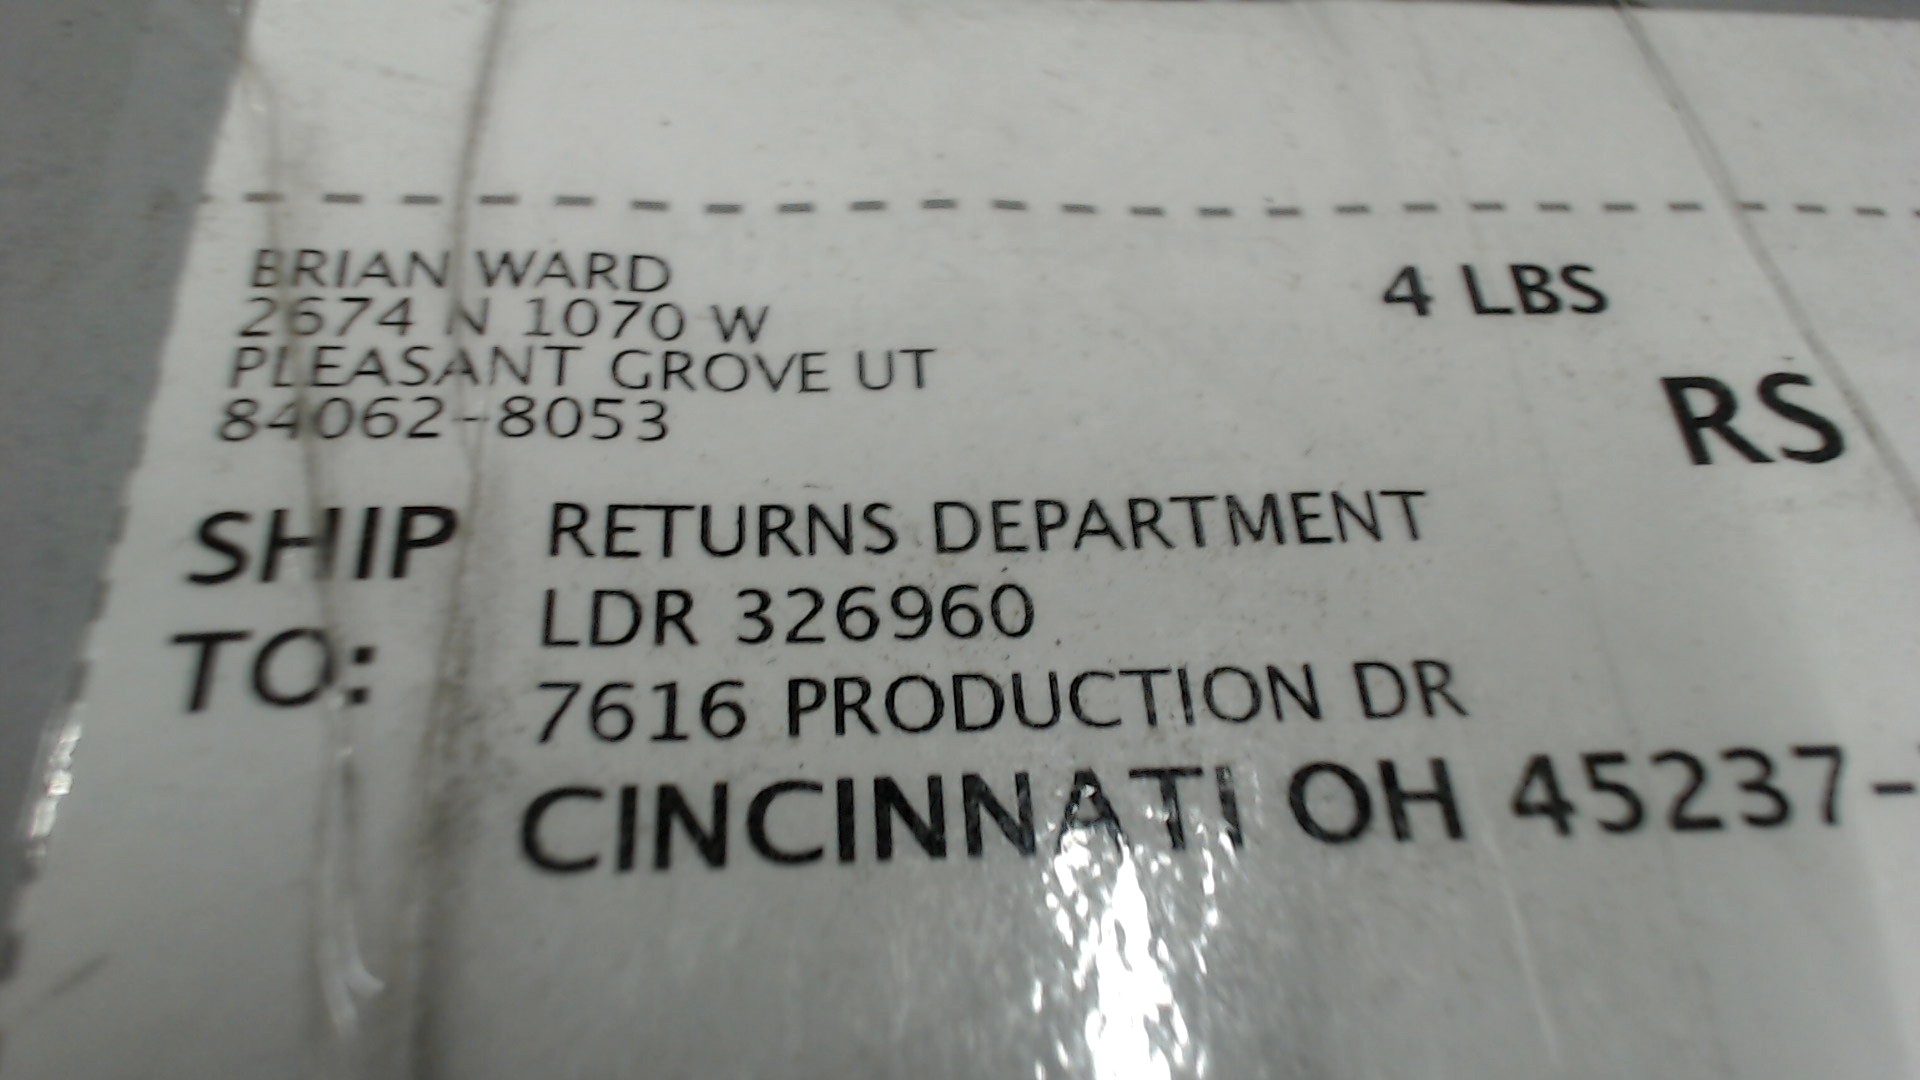 BRIAN WARD
2674 N 1070 W
PLEASANT GROVE UT
84062-8053
4 LBS
RS
SHIP
TO:
RETURNS DEPARTMENT
LDR 326960
7616 PRODUCTION DR
CINCINNATI OH 45237-